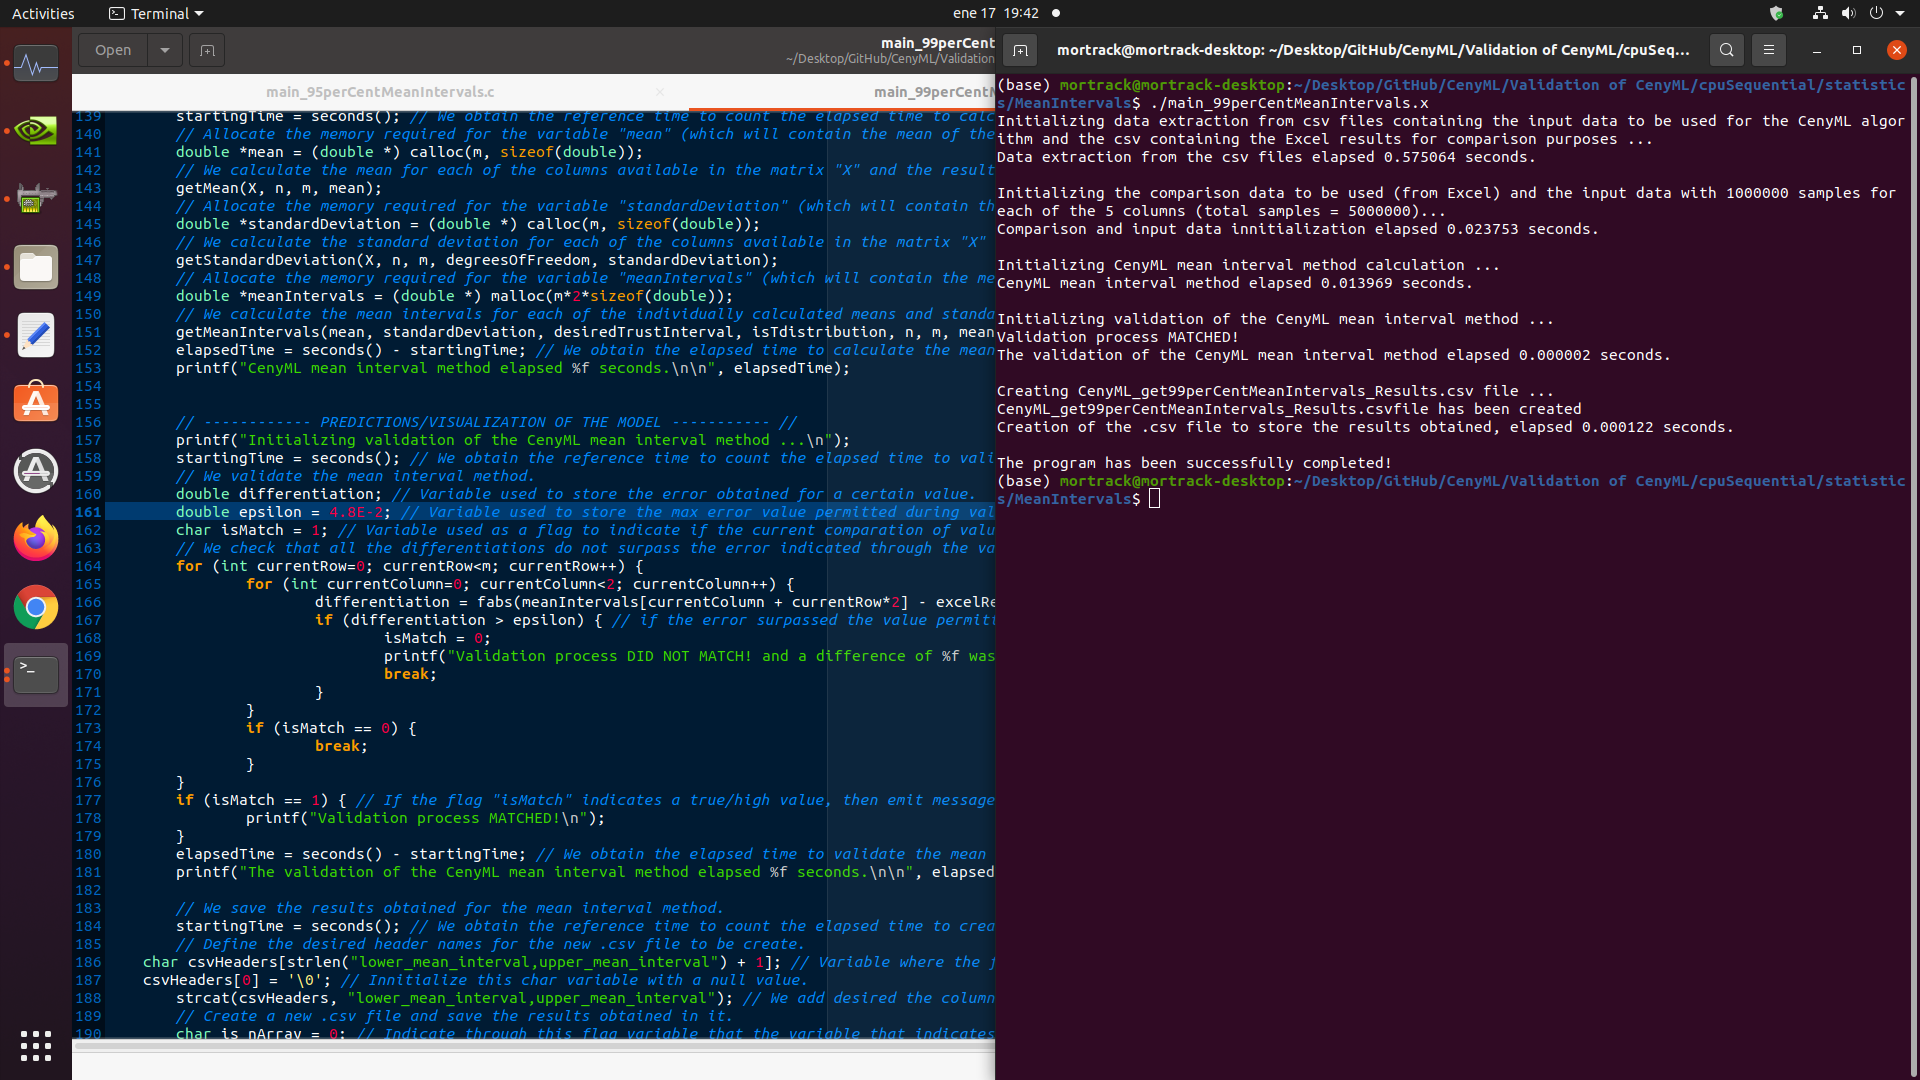 Activities
Terminal
ene 17 19:42
Open
main_99perCent
~/Desktop/GitHub/CenyML/Validation
main_95perCentMeanIntervals.c
main_99perCentM
139 startingTime = seconds(); // We obtain the reference time to count the elapsed time to calc
140 // Allocate the memory required for the variable "mean" (which will contain the mean of the
141 double *mean = (double *) calloc(m, sizeof(double));
142 // We calculate the mean for each of the columns available in the matrix "X" and the result
143 getMean(X, n, m, mean);
144 // Allocate the memory required for the variable "standardDeviation" (which will contain th
145 double *standardDeviation = (double *) calloc(m, sizeof(double));
146 // We calculate the standard deviation for each of the columns available in the matrix "X"
147 getStandardDeviation(X, n, m, degreesOfFreedom, standardDeviation);
148 // Allocate the memory required for the variable "meanIntervals" (which will contain the me
149 double *meanIntervals = (double *) malloc(m*2*sizeof(double));
150 // We calculate the mean intervals for each of the individually calculated means and standa
151 getMeanIntervals(mean, standardDeviation, desiredTrustInterval, isTdistribution, n, m, mean
152 elapsedTime = seconds() - startingTime; // We obtain the elapsed time to calculate the mean
153 printf("CenyML mean interval method elapsed %f seconds.\n\n", elapsedTime);
154
155
156 // ------------ PREDICTIONS/VISUALIZATION OF THE MODEL ----------- //
157 printf("Initializing validation of the CenyML mean interval method ...\n");
158 startingTime = seconds(); // We obtain the reference time to count the elapsed time to vali
159 // We validate the mean interval method.
160 double differentiation; // Variable used to store the error obtained for a certain value.
161 double epsilon = 4.8E-2; // Variable used to store the max error value permitted during val
162 char isMatch = 1; // Variable used as a flag to indicate if the current comparation of valu
163 // We check that all the differentiations do not surpass the error indicated through the va
164 for (int currentRow=0; currentRow<m; currentRow++) {
165 for (int currentColumn=0; currentColumn<2; currentColumn++) {
166 differentiation = fabs(meanIntervals[currentColumn + currentRow*2] - excelRe
167 if (differentiation > epsilon) { // if the error surpassed the value permitt
168 isMatch = 0;
169 printf("Validation process DID NOT MATCH! and a difference of %f was
170 break;
171 }
172 }
173 if (isMatch == 0) {
174 break;
175 }
176 }
177 if (isMatch == 1) { // If the flag "isMatch" indicates a true/high value, then emit message
178 printf("Validation process MATCHED!\n");
179 }
180 elapsedTime = seconds() - startingTime; // We obtain the elapsed time to validate the mean
181 printf("The validation of the CenyML mean interval method elapsed %f seconds.\n\n", elapsed
182
183 // We save the results obtained for the mean interval method.
184 startingTime = seconds(); // We obtain the reference time to count the elapsed time to crea
185 // Define the desired header names for the new .csv file to be create.
186 char csvHeaders[strlen("lower_mean_interval,upper_mean_interval") + 1]; // Variable where the f
187 csvHeaders[0] = '\0'; // Innitialize this char variable with a null value.
188 strcat(csvHeaders, "lower_mean_interval,upper_mean_interval"); // We add desired the column
189 // Create a new .csv file and save the results obtained in it.
190 char is_nArray = 0; // Indicate through this flag variable that the variable that indicates
mortrack@mortrack-desktop: ~/Desktop/GitHub/CenyML/Validation of CenyML/cpuSeq...
(base) mortrack@mortrack-desktop:~/Desktop/GitHub/CenyML/Validation of CenyML/cpuSequential/statistic
s/MeanIntervals$ ./main_99perCentMeanIntervals.x
Initializing data extraction from csv files containing the input data to be used for the CenyML algor
ithm and the csv containing the Excel results for comparison purposes ...
Data extraction from the csv files elapsed 0.575064 seconds.
Initializing the comparison data to be used (from Excel) and the input data with 1000000 samples for
each of the 5 columns (total samples = 5000000)...
Comparison and input data innitialization elapsed 0.023753 seconds.
Initializing CenyML mean interval method calculation ...
CenyML mean interval method elapsed 0.013969 seconds.
Initializing validation of the CenyML mean interval method ...
Validation process MATCHED!
The validation of the CenyML mean interval method elapsed 0.000002 seconds.
Creating CenyML_get99perCentMeanIntervals_Results.csv file ...
CenyML_get99perCentMeanIntervals_Results.csvfile has been created
Creation of the .csv file to store the results obtained, elapsed 0.000122 seconds.
The program has been successfully completed!
(base) mortrack@mortrack-desktop:~/Desktop/GitHub/CenyML/Validation of CenyML/cpuSequential/statistic
s/MeanIntervals$